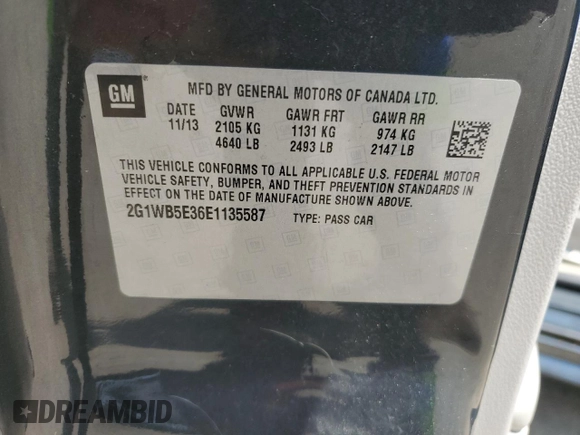 GM
MFD BY GENERAL MOTORS OF CANADA LTD.
DATE GVWR GAWR FRT GAWR RR
11/13 2105 KG 1131 KG 974 KG
4640 LB 2493 LB 2147 LB
THIS VEHICLE CONFORMS TO ALL APPLICABLE U.S. FEDERAL MOTOR
VEHICLE SAFETY, BUMPER, AND THEFT PREVENTION STANDARDS IN
EFFECT ON THE DATE OF MANUFACTURE SHOWN ABOVE.
2G1WB5E36E1135587 TYPE: PASS CAR
DREAMBID